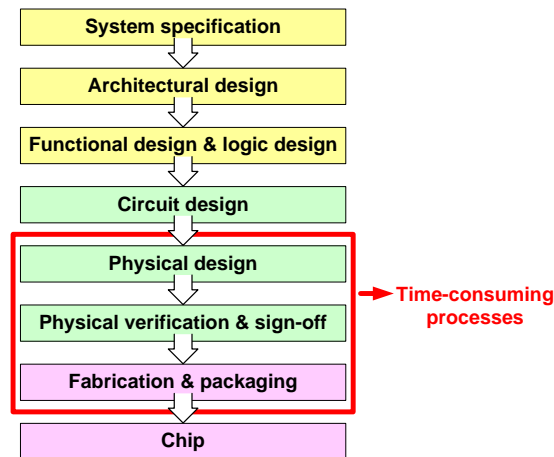 System specification
Architectural design
Functional design & logic design
Circuit design
Physical design
Physical verification & sign-off
Fabrication & packaging
Chip
Time-consuming
processes